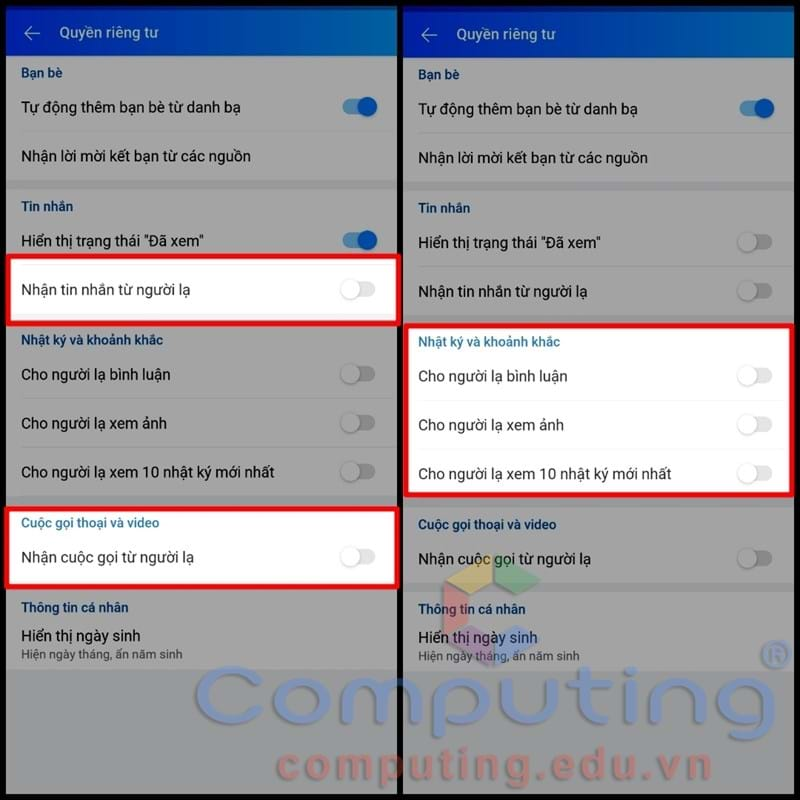 Quyền riêng tư
Bạn bè
Tự động thêm bạn bè từ danh bạ
Nhận lời mời kết bạn từ các nguồn
Tin nhắn
Hiển thị trạng thái "Đã xem"
Nhận tin nhắn từ người lạ
Nhật ký và khoảnh khắc
Cho người lạ bình luận
Cho người lạ xem ảnh
Cho người lạ xem 10 nhật ký mới nhất
Cuộc gọi thoại và video
Nhận cuộc gọi từ người lạ
Thông tin cá nhân
Hiển thị ngày sinh
Hiện ngày tháng, ẩn năm sinh
Quyền riêng tư
Bạn bè
Tự động thêm bạn bè từ danh bạ
Nhận lời mời kết bạn từ các nguồn
Tin nhắn
Hiển thị trạng thái "Đã xem"
Nhận tin nhắn từ người lạ
Nhật ký và khoảnh khắc
Cho người lạ bình luận
Cho người lạ xem ảnh
Cho người lạ xem 10 nhật ký mới nhất
Cuộc gọi thoại và video
Nhận cuộc gọi từ người lạ
Thông tin cá nhân
Hiển thị ngày sinh
Hiện ngày tháng, ẩn năm sinh
Computing®
computing.edu.vn